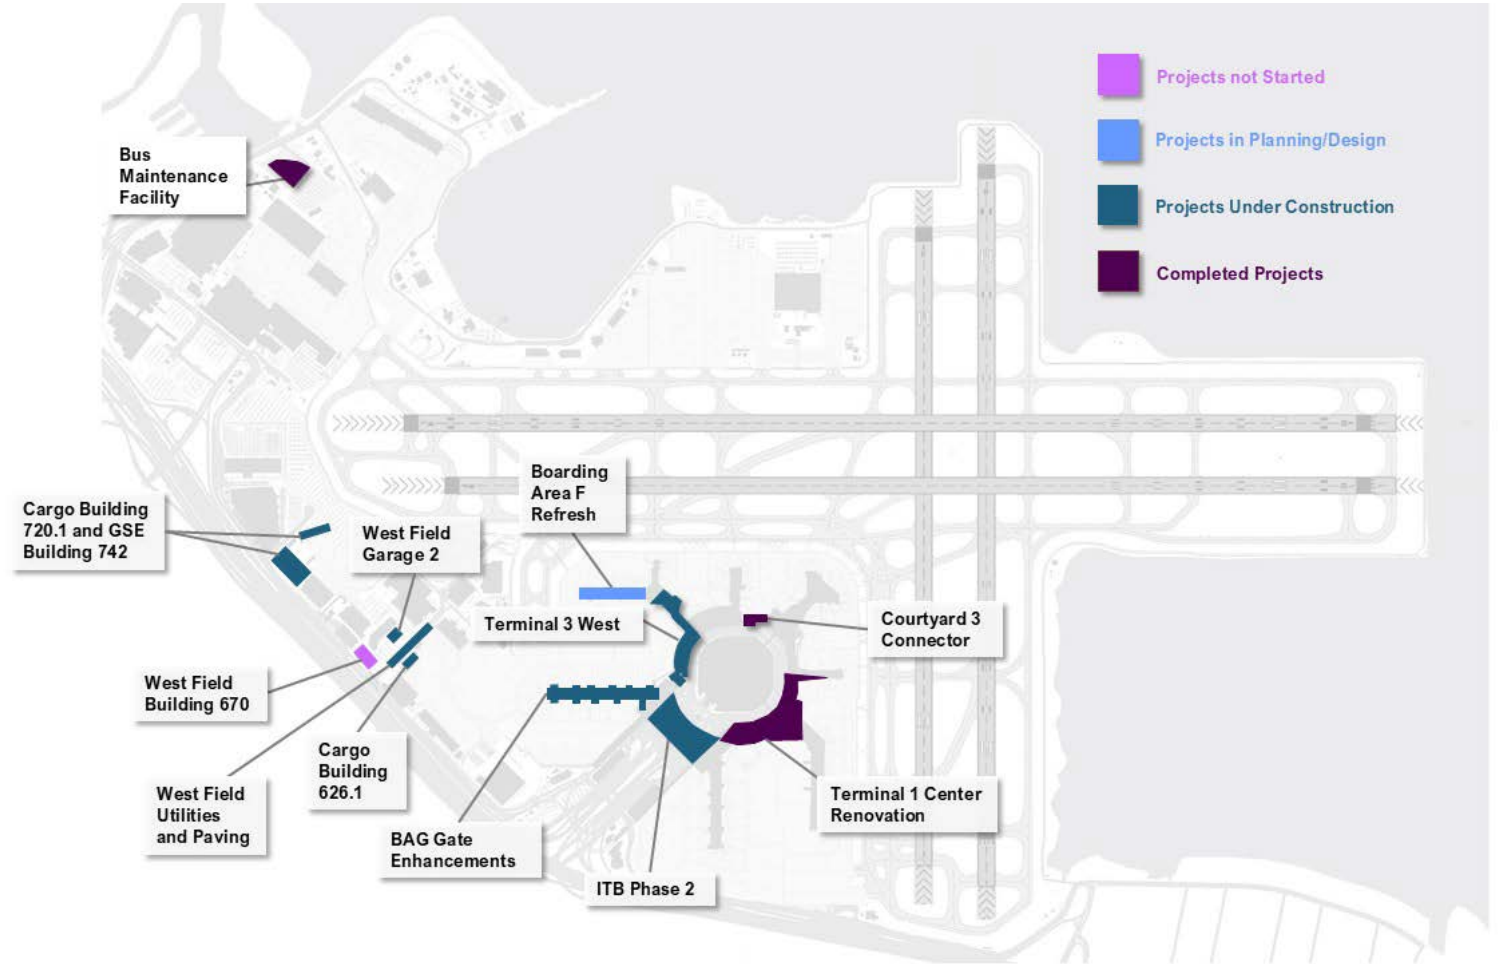 Projects not Started
Projects in Planning/Design
Projects Under Construction
Completed Projects
Bus
Maintenance
Facility
Boarding
Area F
Refresh
Cargo Building
720.1 and GSE
Building 742
West Field
Garage 2
Terminal 3 West
Courtyard 3
Connector
West Field
Building 670
Cargo
Building
626.1
West Field
Utilities
and Paving
BAG Gate
Enhancements
ITB Phase 2
Terminal 1 Center
Renovation